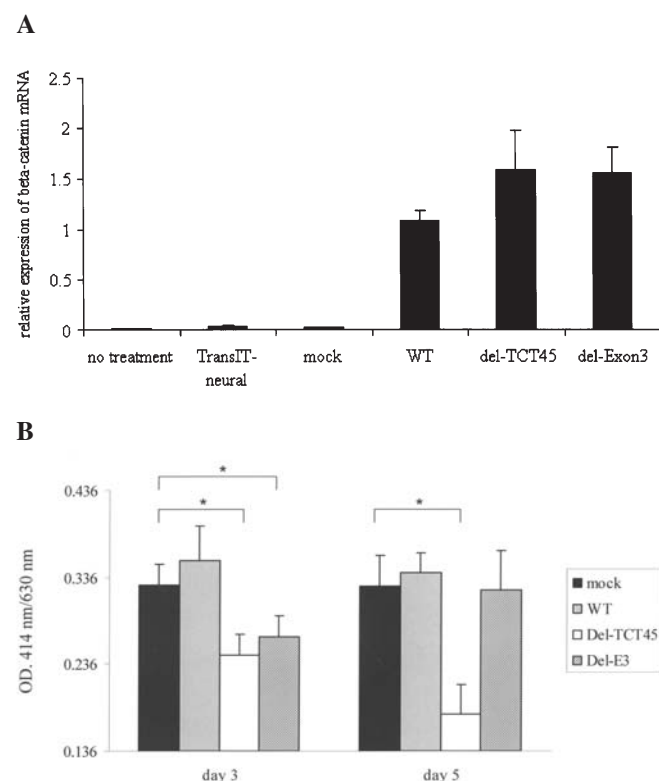 A
relative expression of beta-catenin mRNA
2.5
2
1.5
1
0.5
0
no treatment
TransIT-
neural
mock
WT
del-TCT45
del-Exon3
B
*
*
*
OD. 414 nm/630 nm
0.436
0.336
0.236
0.136
day 3
day 5
mock
WT
Del-TCT45
Del-E3